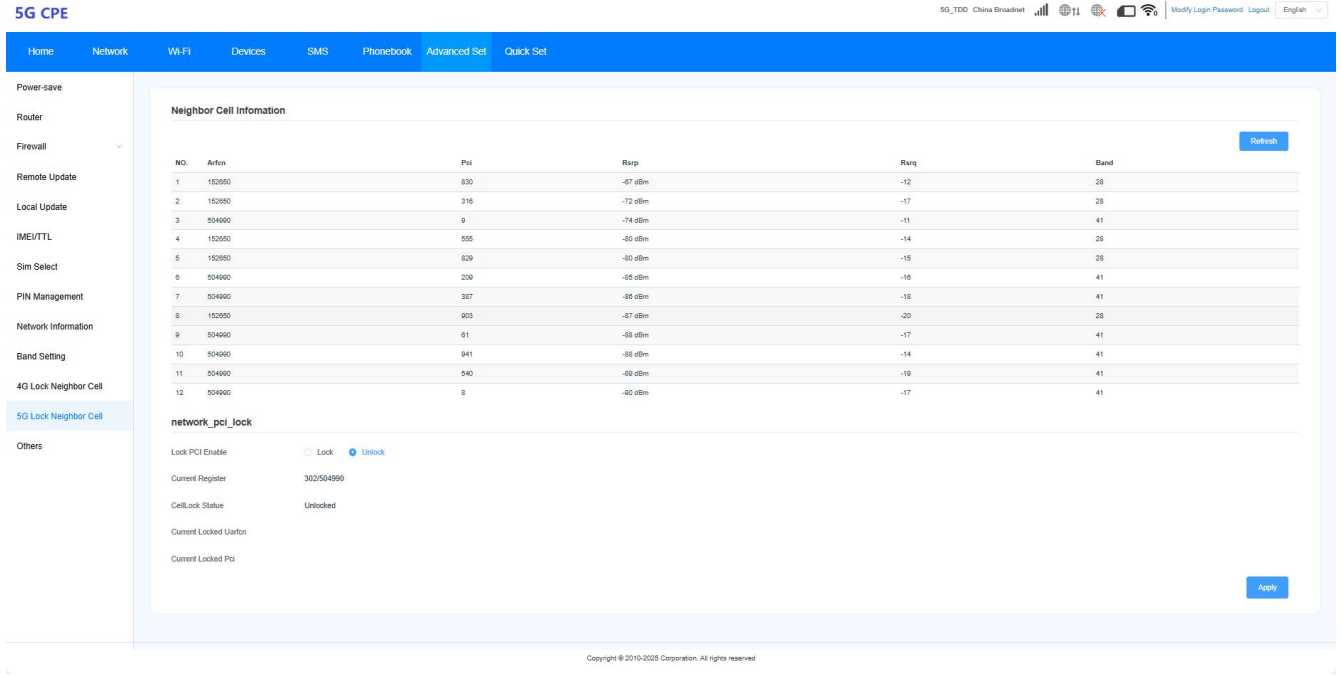 5G CPE
5G_TDD China Broadnet Modify Login Password Logout English
Home Network Wi-Fi Devices SMS Phonebook Advanced Set Quick Set
Power-save
Router
Firewall
Remote Update
Local Update
IMEI/TTL
Sim Select
PIN Management
Network Information
Band Setting
4G Lock Neighbor Cell
5G Lock Neighbor Cell
Others
Neighbor Cell Infomation
Refresh
NO. Arfcn Pci Rsrp Rsrq Band
1 152650 830 -67 dBm -12 28
2 152650 316 -72 dBm -17 28
3 504990 9 -74 dBm -11 41
4 152650 555 -80 dBm -14 28
5 152650 829 -80 dBm -15 28
6 504990 209 -85 dBm -16 41
7 504990 387 -86 dBm -18 41
8 152650 903 -87 dBm -20 28
9 504990 61 -88 dBm -17 41
10 504990 941 -88 dBm -14 41
11 504990 540 -89 dBm -19 41
12 504990 8 -90 dBm -17 41
network_pci_lock
Lock PCI Enable Lock Unlock
Current Register 302/504990
CellLock Statue Unlocked
Current Locked Uarfcn
Current Locked Pci
Apply
Copyright © 2010-2025 Corporation. All rights reserved